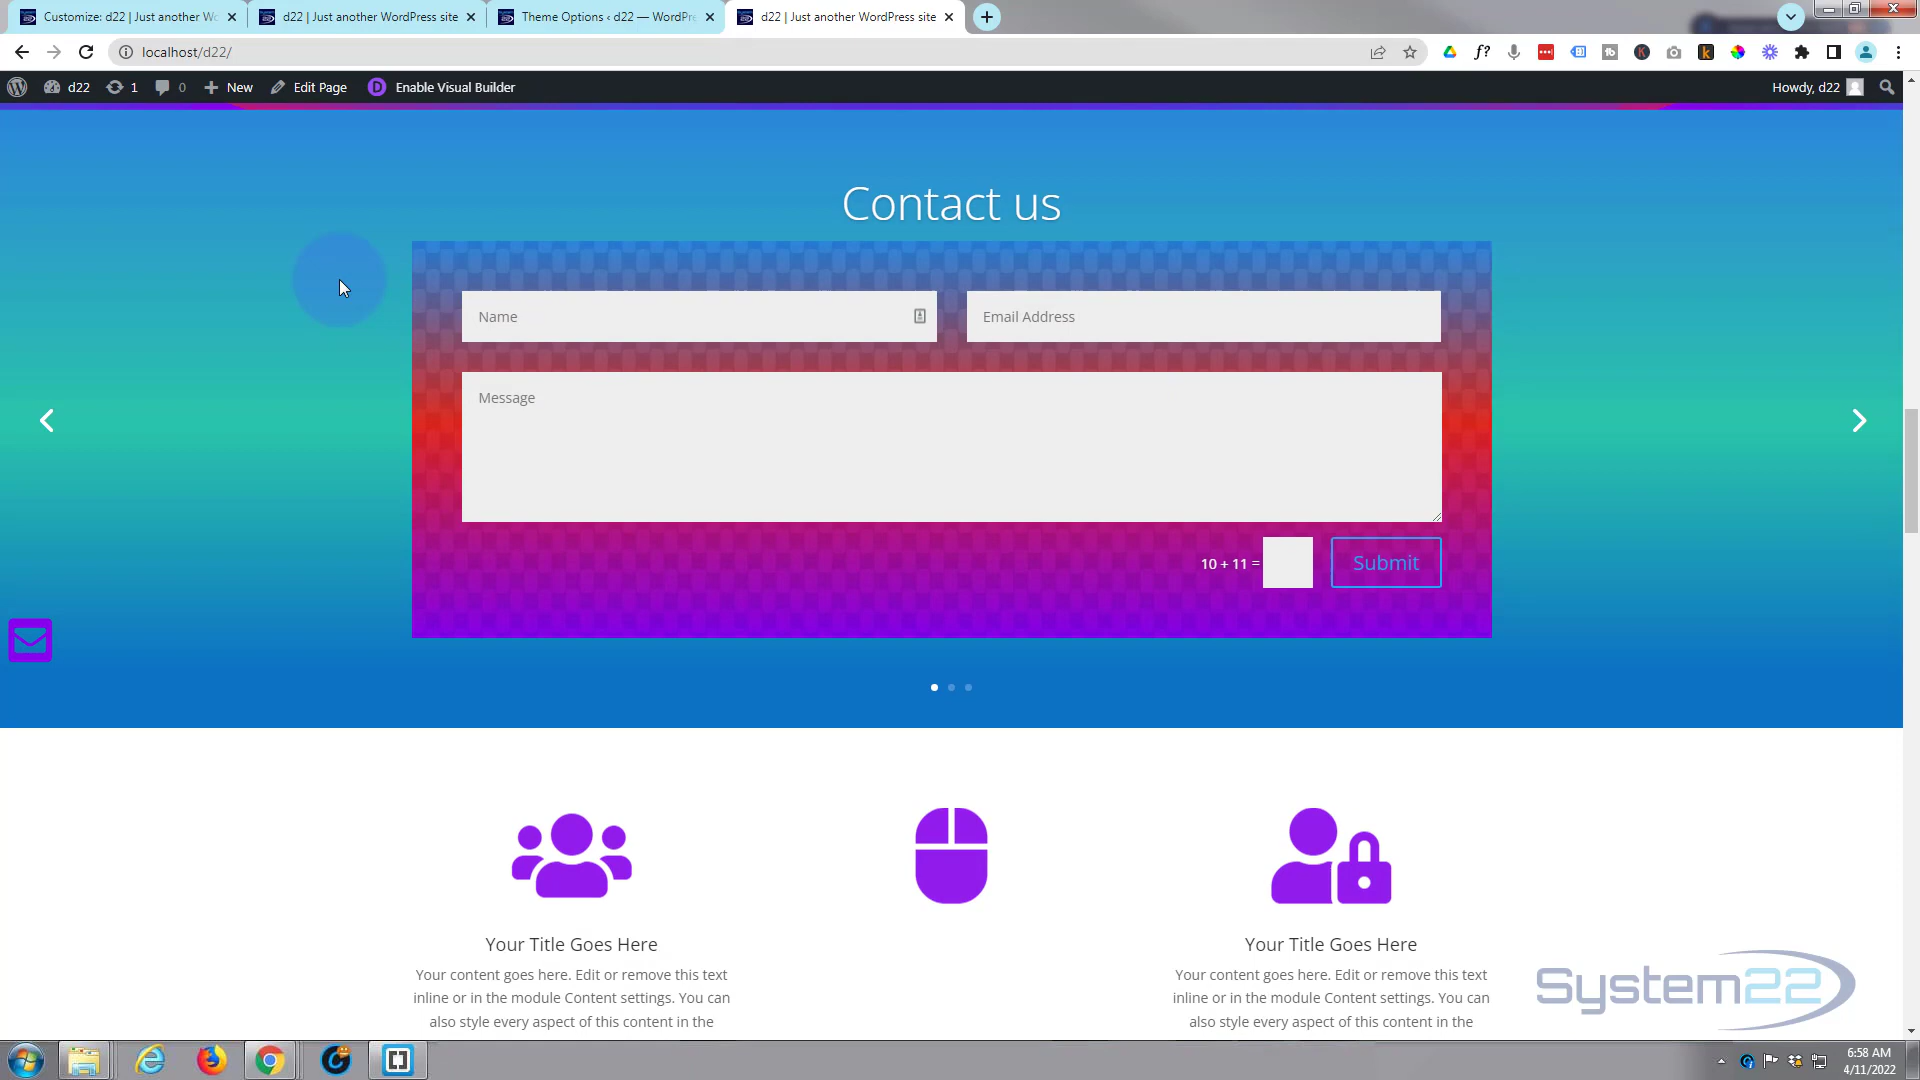 Customize: d22 | Just another Wo
d22 | Just another WordPress site
Theme Options ‹ d22 — WordPre
d22 | Just another WordPress site
localhost/d22/
d22
1
0
New
Edit Page
D
Enable Visual Builder
Howdy, d22
Contact us
Name
Email Address
Message
10 + 11 =
Submit
Your Title Goes Here
Your Title Goes Here
Your content goes here. Edit or remove this text
inline or in the module Content settings. You can
also style every aspect of this content in the
Your content goes here. Edit or remove this text
inline or in the module Content settings. You can
also style every aspect of this content in the
System22
6:58 AM
4/11/2022